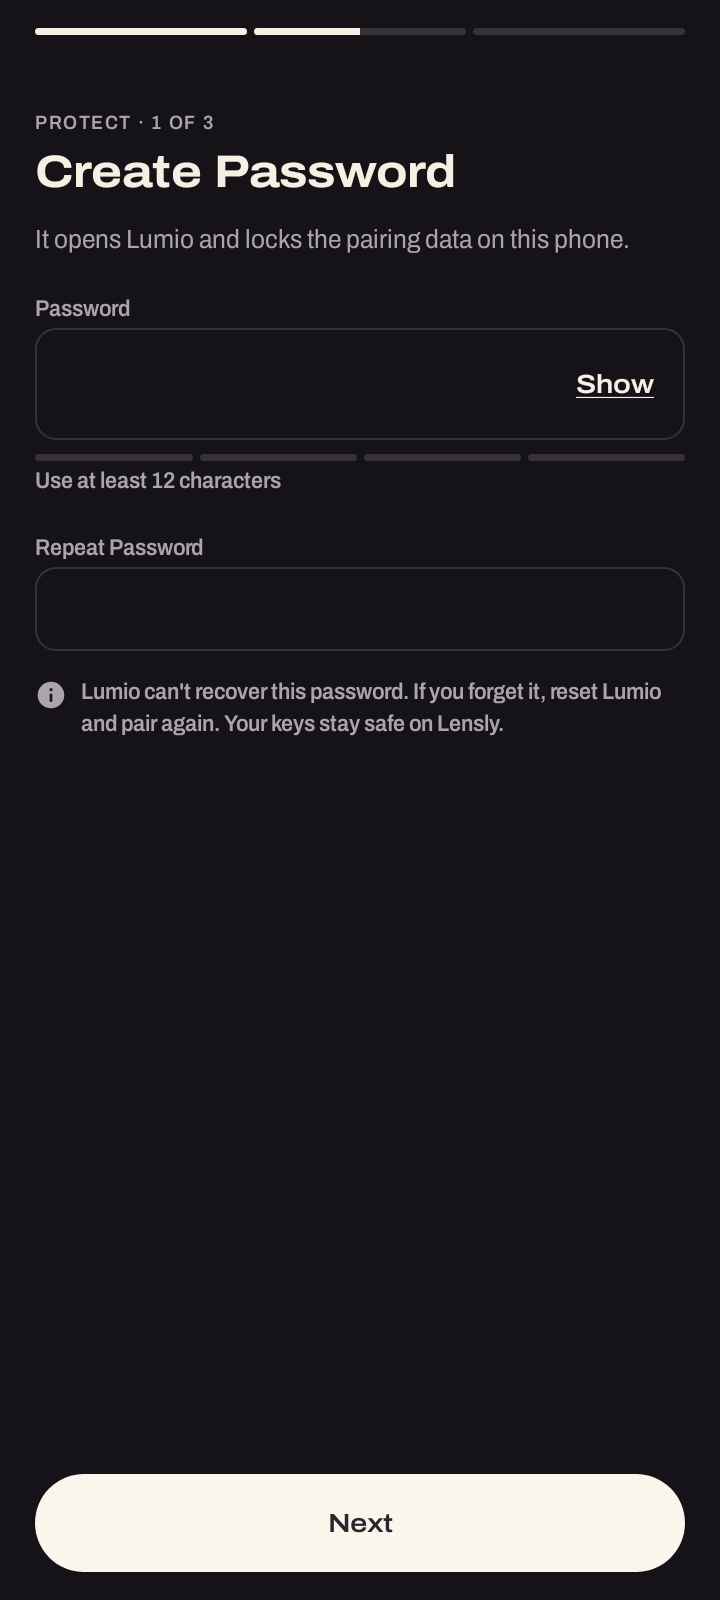 PROTECT · 1 OF 3
Create Password
It opens Lumio and locks the pairing data on this phone.
Password
Show
Use at least 12 characters
Repeat Password
Lumio can't recover this password. If you forget it, reset Lumio
and pair again. Your keys stay safe on Lensly.
Next